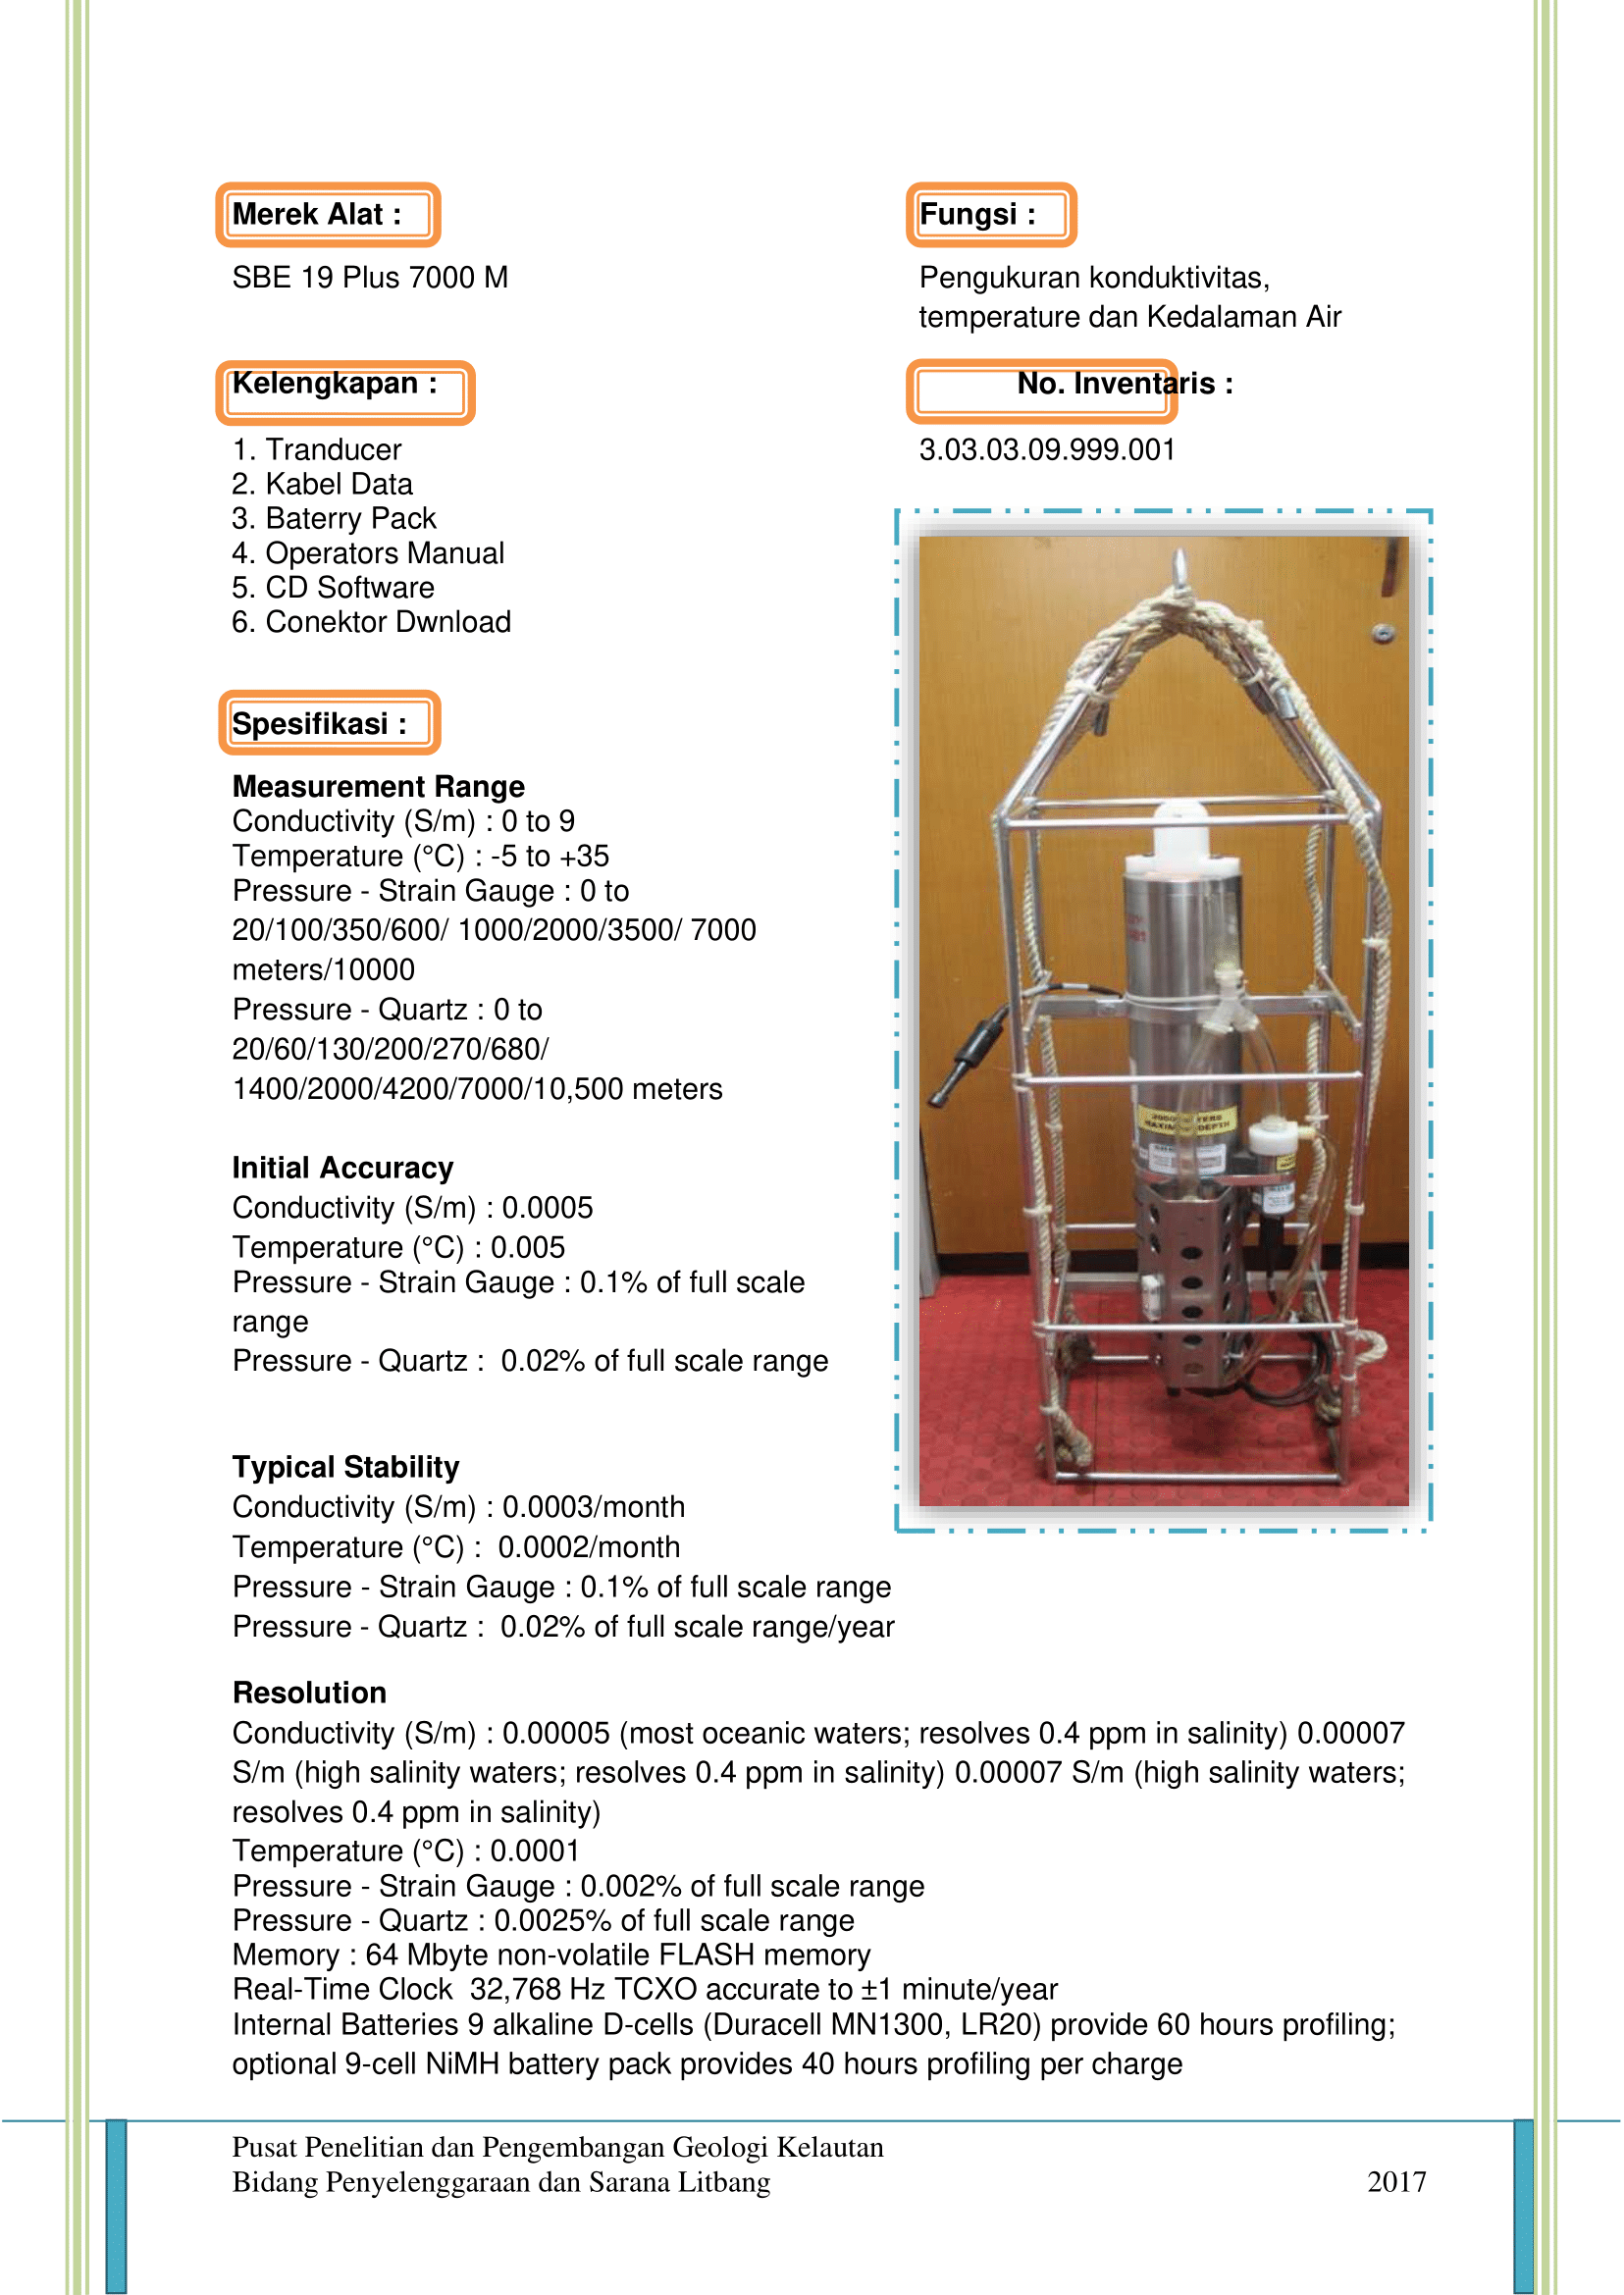 Merek Alat :
SBE 19 Plus 7000 M
Fungsi :
Pengukuran konduktivitas,
temperature dan Kedalaman Air
Kelengkapan :
1. Tranducer
2. Kabel Data
3. Baterry Pack
4. Operators Manual
5. CD Software
6. Conektor Dwnload
No. Inventaris :
3.03.03.09.999.001
Spesifikasi :
Measurement Range
Conductivity (S/m) : 0 to 9
Temperature (°C) : -5 to +35
Pressure - Strain Gauge : 0 to
20/100/350/600/ 1000/2000/3500/ 7000
meters/10000
Pressure - Quartz : 0 to
20/60/130/200/270/680/
1400/2000/4200/7000/10,500 meters
Initial Accuracy
Conductivity (S/m) : 0.0005
Temperature (°C) : 0.005
Pressure - Strain Gauge : 0.1% of full scale
range
Pressure - Quartz :  0.02% of full scale range
Typical Stability
Conductivity (S/m) : 0.0003/month
Temperature (°C) :  0.0002/month
Pressure - Strain Gauge : 0.1% of full scale range
Pressure - Quartz :  0.02% of full scale range/year
Resolution
Conductivity (S/m) : 0.00005 (most oceanic waters; resolves 0.4 ppm in salinity) 0.00007
S/m (high salinity waters; resolves 0.4 ppm in salinity) 0.00007 S/m (high salinity waters;
resolves 0.4 ppm in salinity)
Temperature (°C) : 0.0001
Pressure - Strain Gauge : 0.002% of full scale range
Pressure - Quartz : 0.0025% of full scale range
Memory : 64 Mbyte non-volatile FLASH memory
Real-Time Clock  32,768 Hz TCXO accurate to ±1 minute/year
Internal Batteries 9 alkaline D-cells (Duracell MN1300, LR20) provide 60 hours profiling;
optional 9-cell NiMH battery pack provides 40 hours profiling per charge
Pusat Penelitian dan Pengembangan Geologi Kelautan
Bidang Penyelenggaraan dan Sarana Litbang 2017